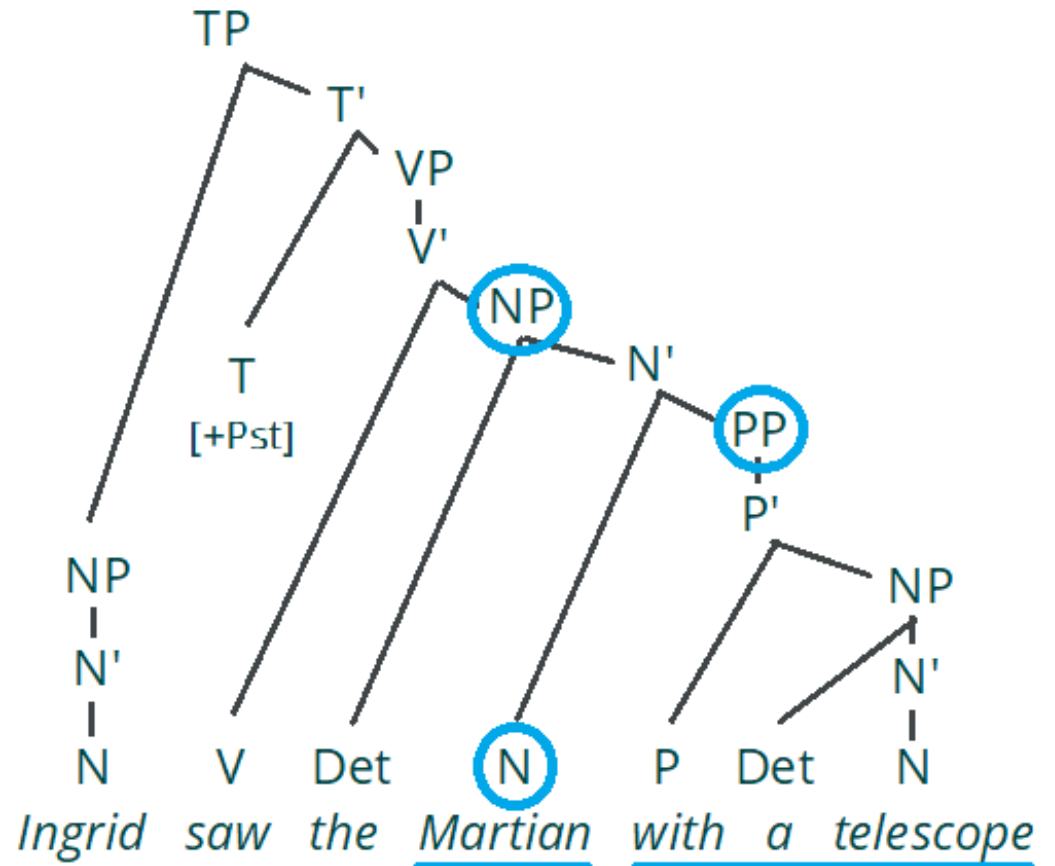 TP
T'
VP
V'
NP
N'
T
PP
[+Pst]
P'
NP
NP
N'
N'
N V Det N P Det N
Ingrid saw the Martian with a telescope